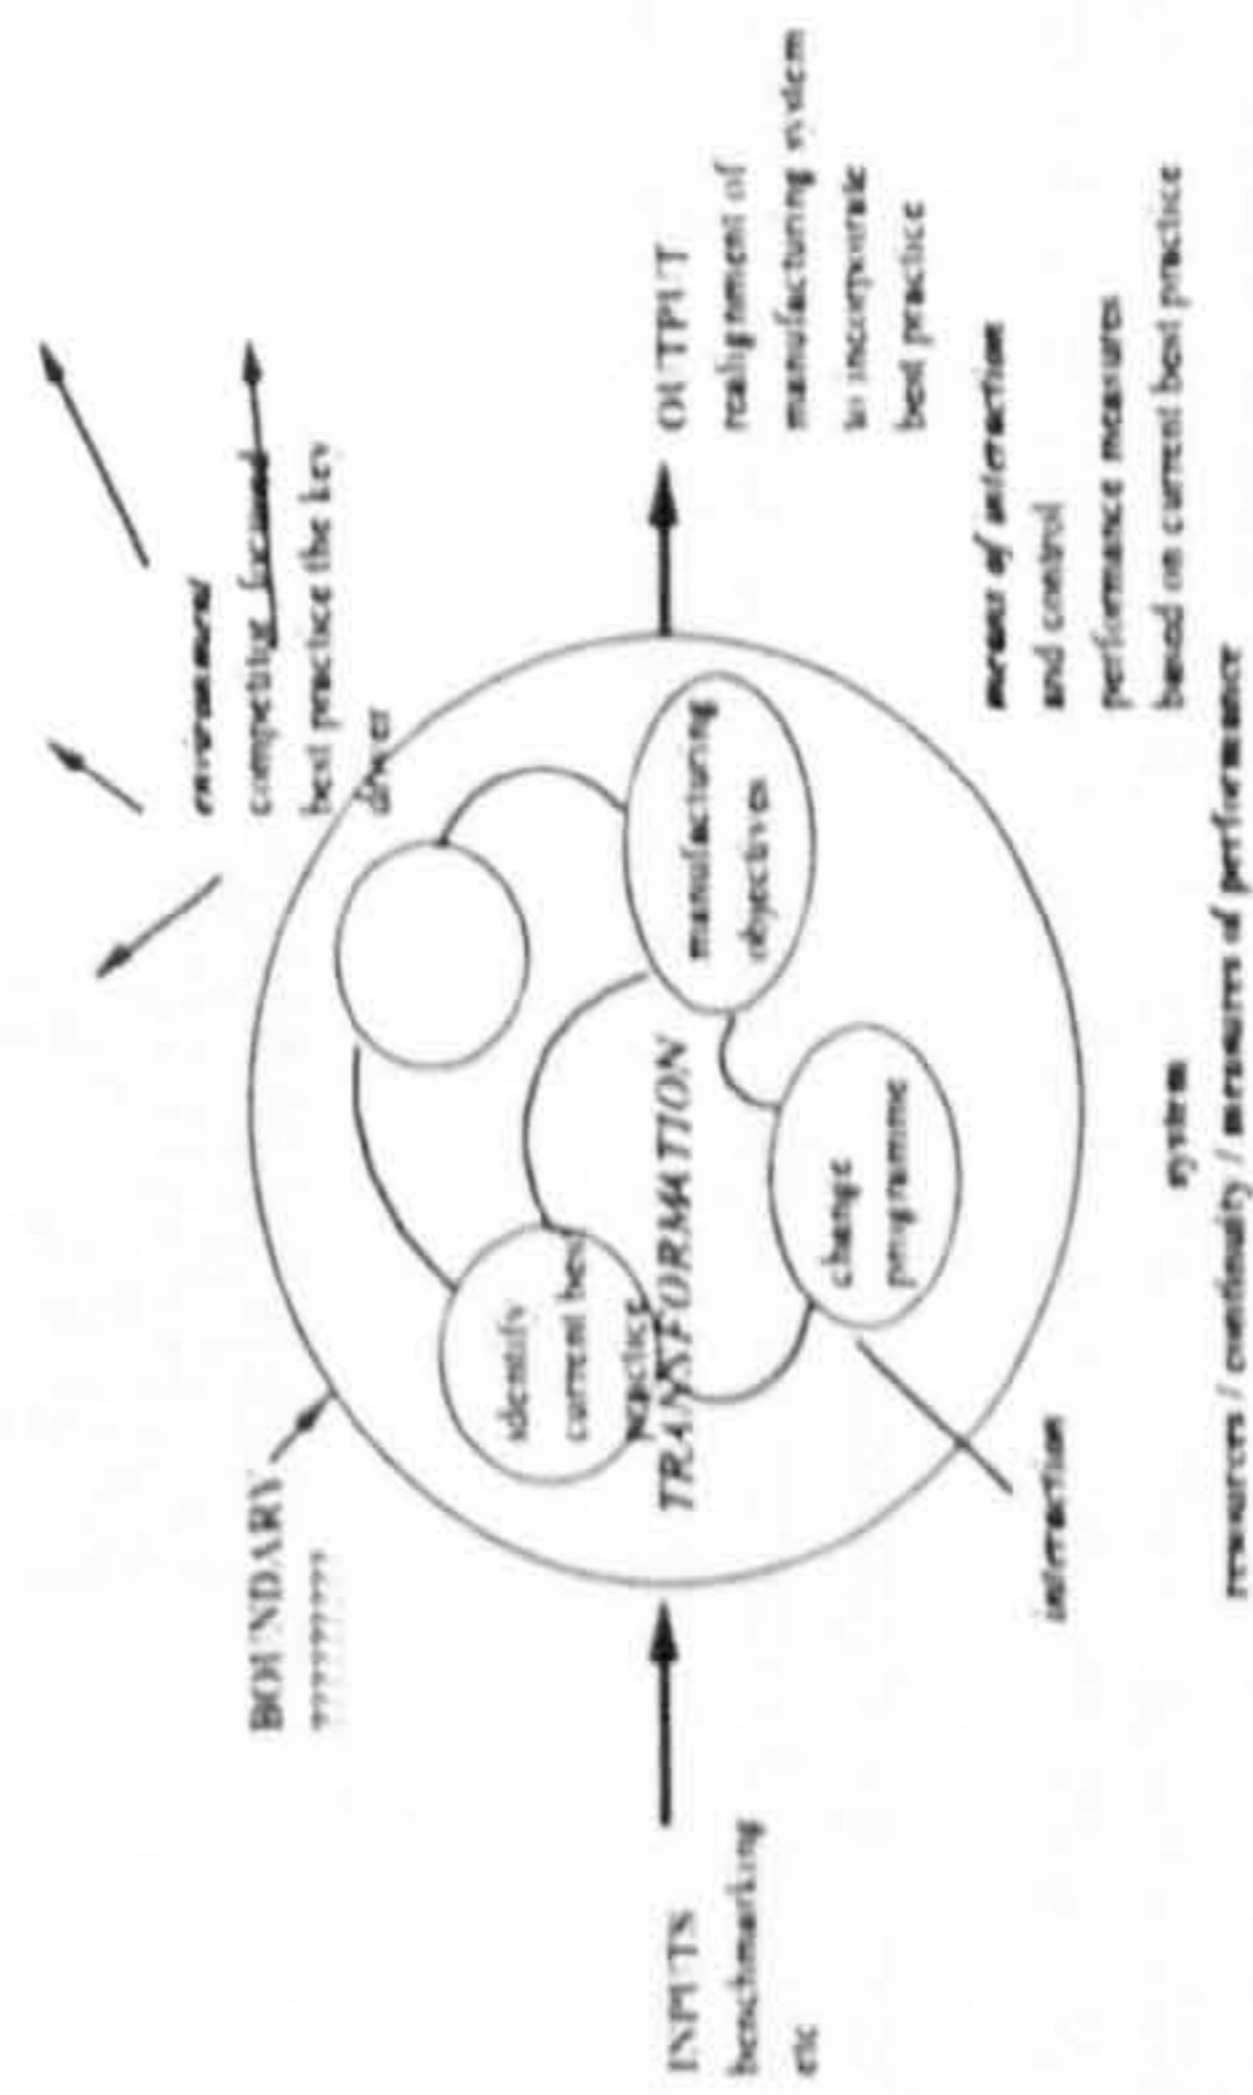 BOUNDARY
????????
environment
competitive focused
best practice the key
driver
identify
current best
practice
TRANSFORMATION
manufacturing
objectives
change
programme
INPUTS
benchmarking
etc
OUTPUT
realignment of
manufacturing system
to incorporate
best practice
means of interaction
and control
performance measures
based on current best practice
interaction
system
resources / continuity / measures of performance